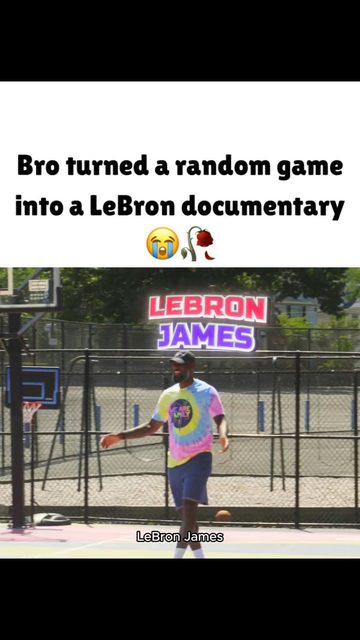 Bro turned a random game
into a LeBron documentary
😭🥀
LEBRON
JAMES
LeBron James